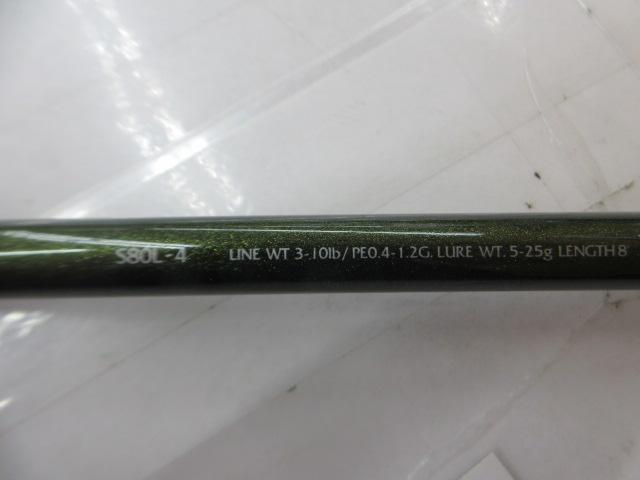 S80L-4 LINE WT 3-10lb/PE0.4-1.2G. LURE WT. 5-25g LENGTH8'